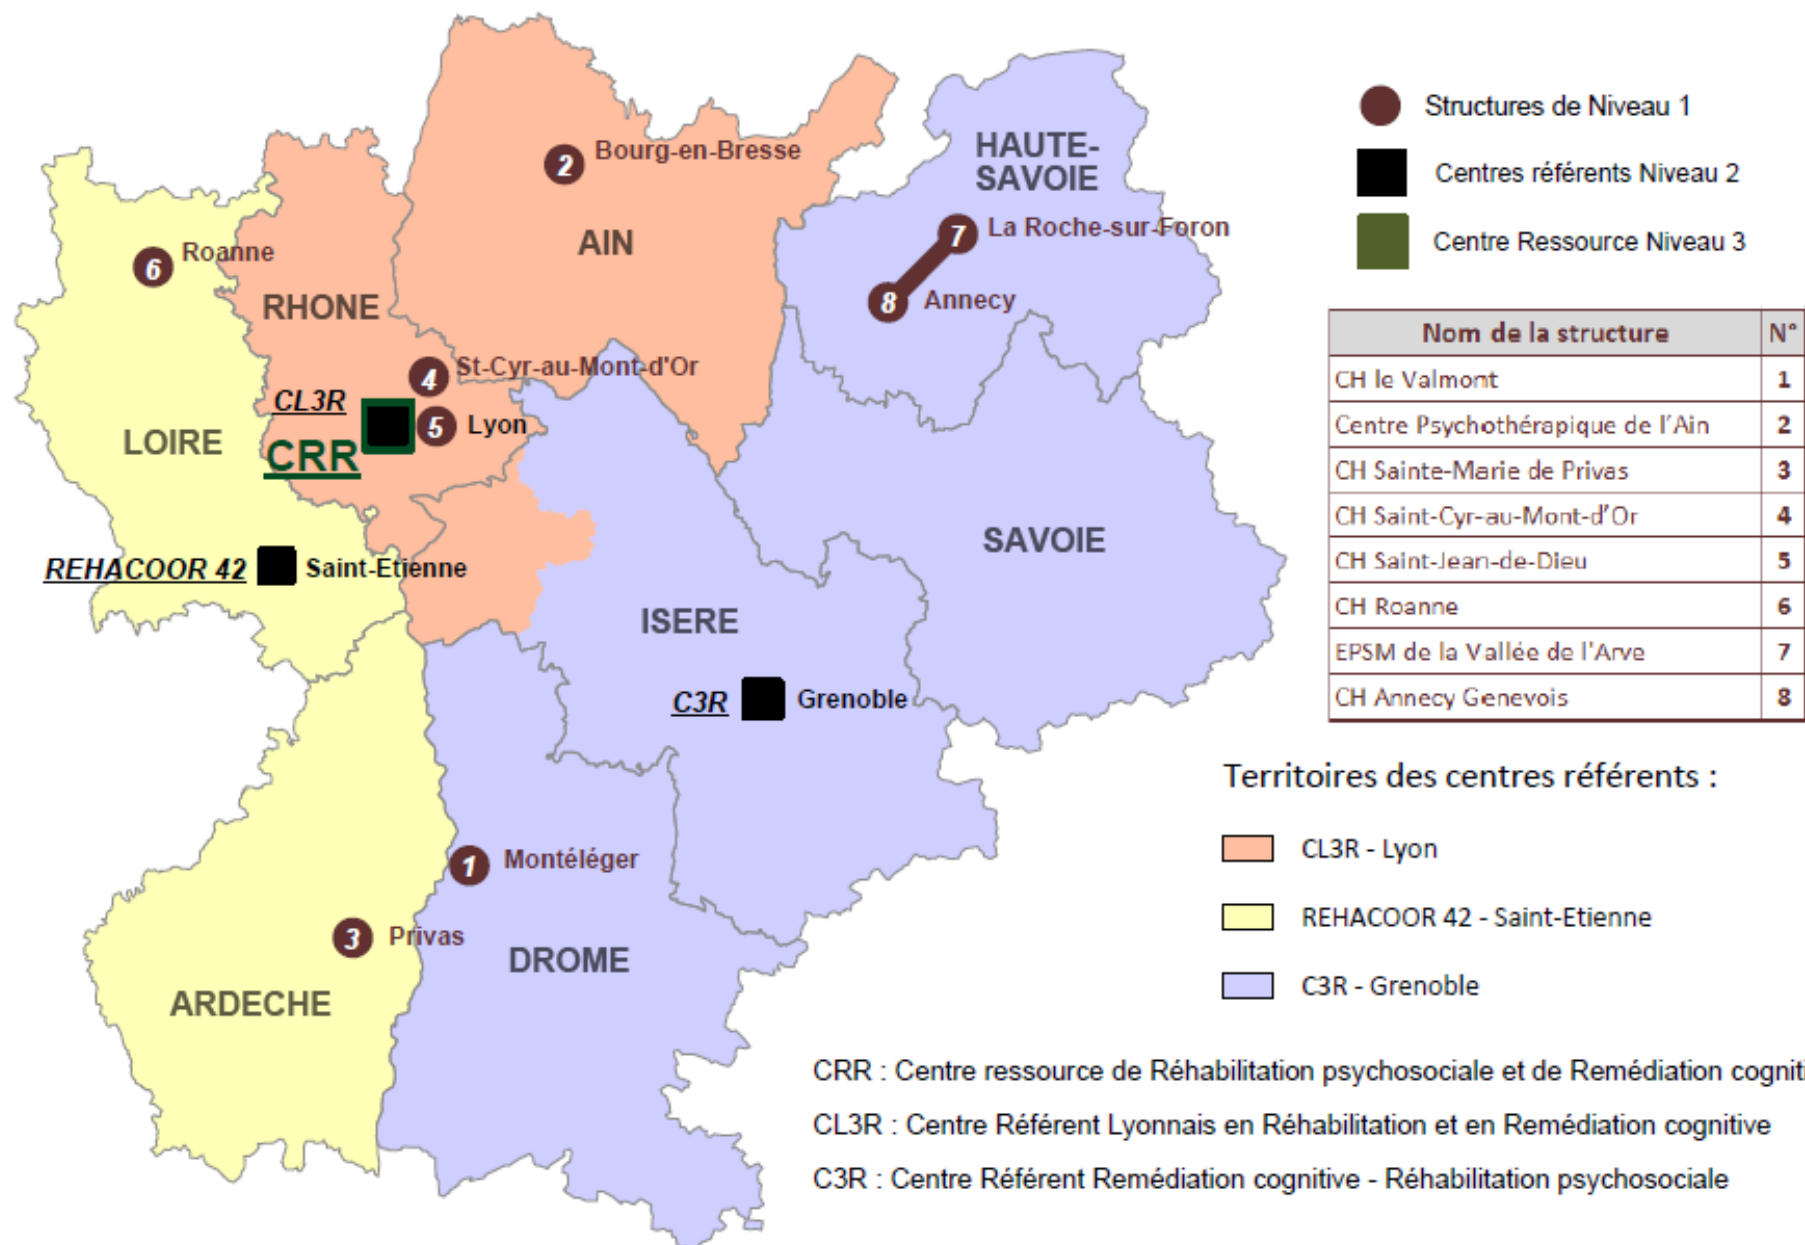 Structures de Niveau 1
Centres référents Niveau 2
Centre Ressource Niveau 3
HAUTE-
SAVOIE
2 Bourg-en-Bresse
AIN
7 La Roche-sur-Foron
8 Annecy
6 Roanne
RHONE
4 St-Cyr-au-Mont-d'Or
CL3R
5 Lyon
CRR
LOIRE
REHACOOR 42 Saint-Etienne
SAVOIE
ISERE
C3R Grenoble
1 Montéléger
3 Privas
DROME
ARDECHE
Nom de la structure N°
CH le Valmont 1
Centre Psychothérapique de l’Ain 2
CH Sainte-Marie de Privas 3
CH Saint-Cyr-au-Mont-d’Or 4
CH Saint-Jean-de-Dieu 5
CH Roanne 6
EPSM de la Vallée de l'Arve 7
CH Annecy Genevois 8
Territoires des centres référents :
CL3R - Lyon
REHACOOR 42 - Saint-Etienne
C3R - Grenoble
CRR : Centre ressource de Réhabilitation psychosociale et de Remédiation cogniti
CL3R : Centre Référent Lyonnais en Réhabilitation et en Remédiation cognitive
C3R : Centre Référent Remédiation cognitive - Réhabilitation psychosociale